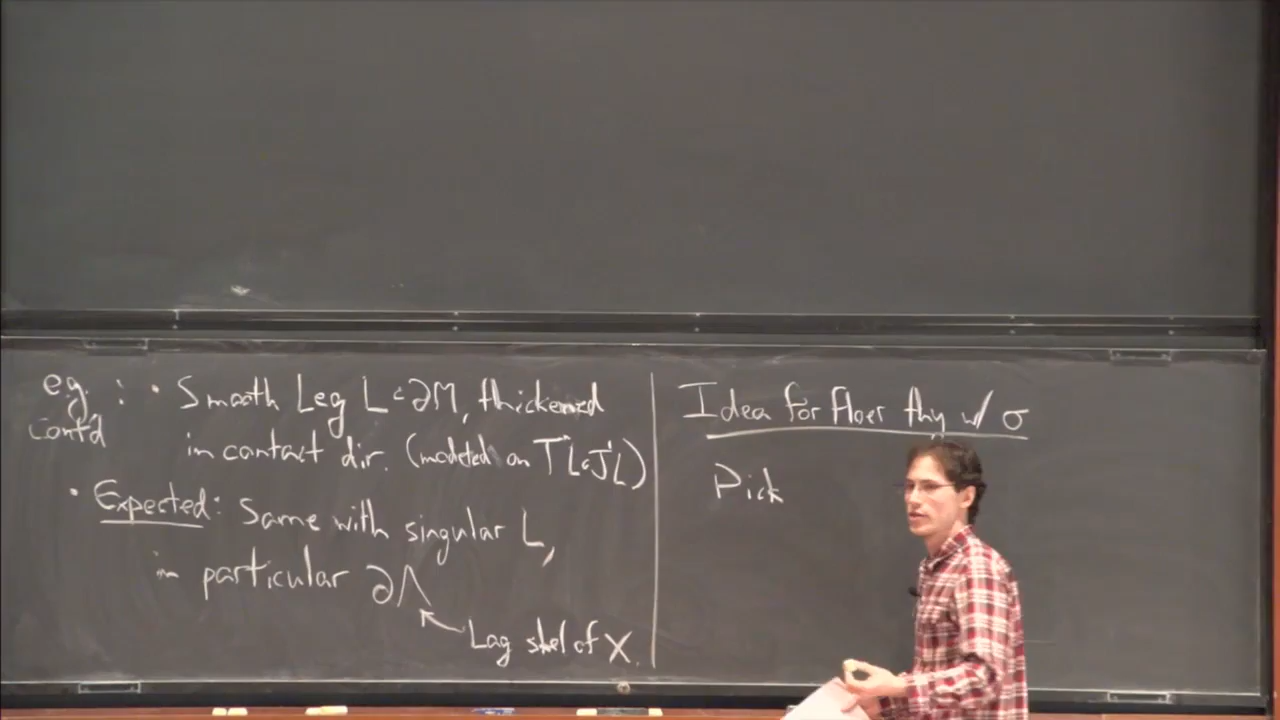 e.g. : • Smooth Leg L ⊂ ∂M, thickened
cont'd in contact dir. (modeled on T*L ⊂ J¹L)
• Expected: Same with singular L,
in particular ∂Λ
Lag skel of X.
Idea for Floer thy w/ σ
Pick